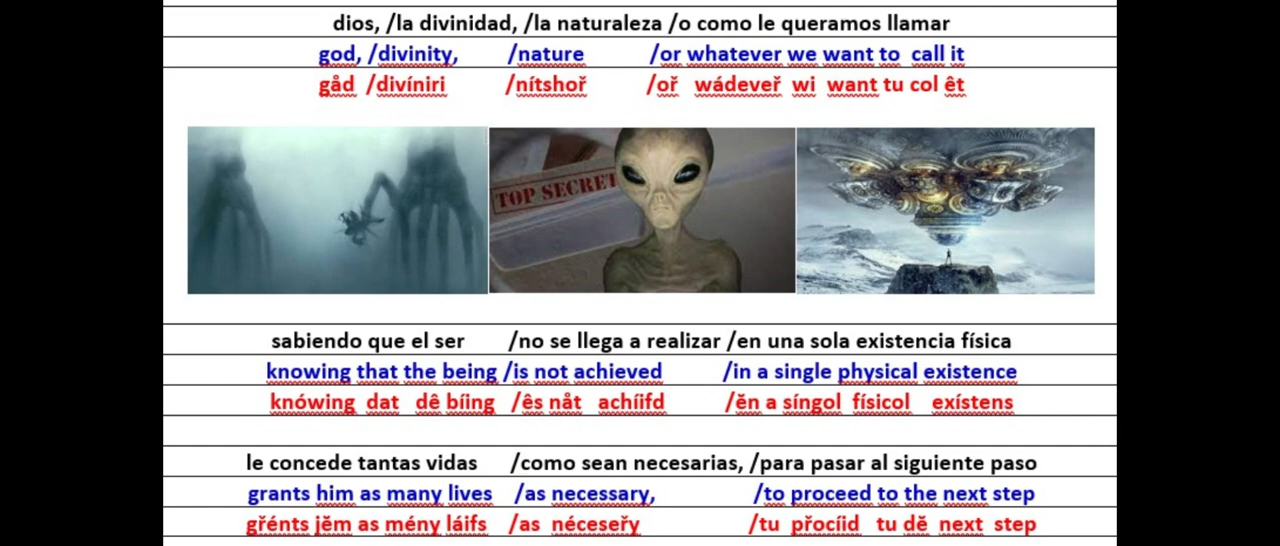 dios, /la divinidad, /la naturaleza /o como le queramos llamar
god, /divinity, /nature /or whatever we want to call it
gåd /divíniri /nítshoř /oř wádeveř wi want tu col êt
TOP SECRET
sabiendo que el ser /no se llega a realizar /en una sola existencia física
knowing that the being /is not achieved /in a single physical existence
knówing dat dê bíing /ês nåt achíifd /ĕn a síngol físicol exístens
le concede tantas vidas /como sean necesarias, /para pasar al siguiente paso
grants him as many lives /as necessary, /to proceed to the next step
gřénts jĕm as mény láifs /as néceseřy /tu přocíid tu dĕ next step